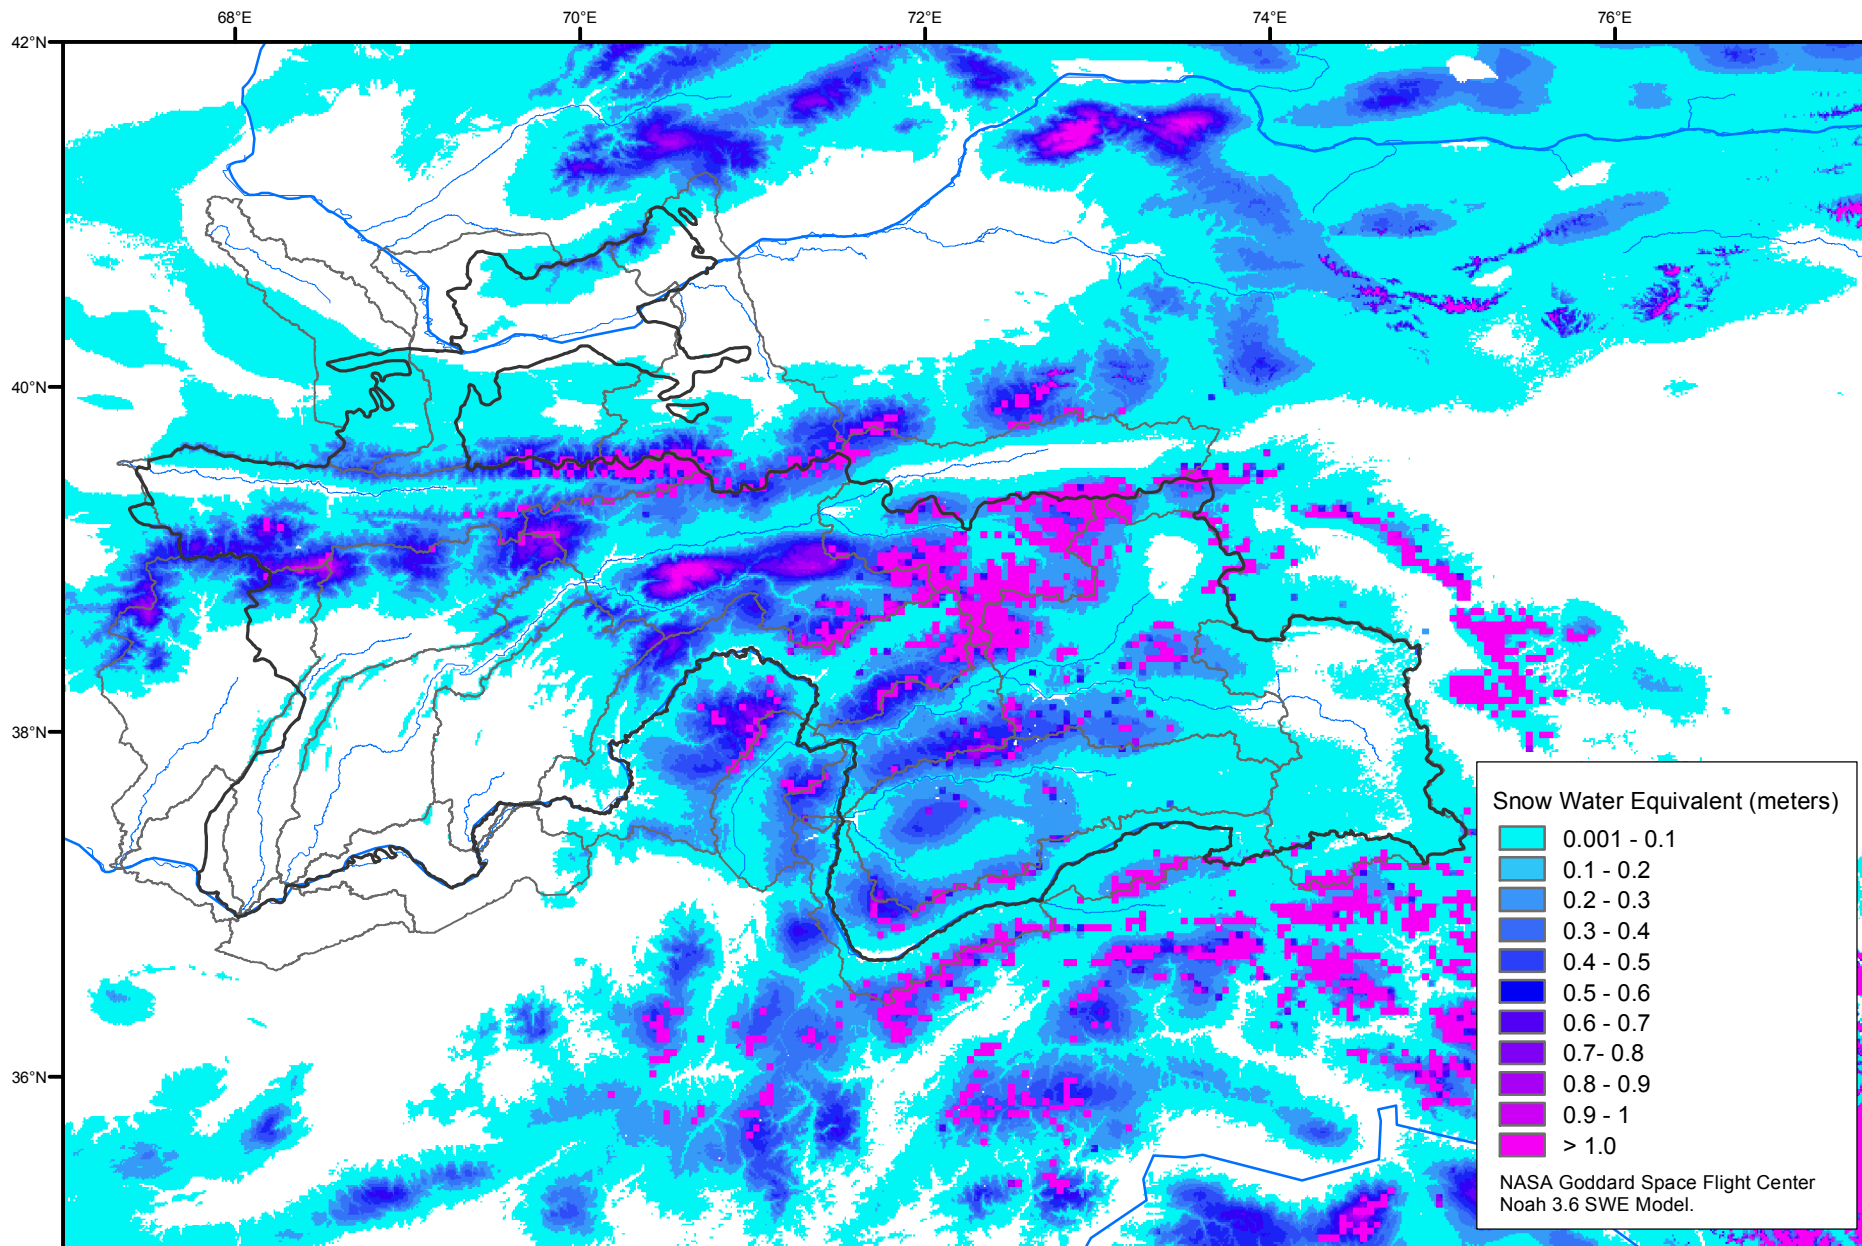 68°E 70°E 72°E 74°E 76°E
42°N
40°N
38°N
36°N
Snow Water Equivalent (meters)
0.001 - 0.1
0.1 - 0.2
0.2 - 0.3
0.3 - 0.4
0.4 - 0.5
0.5 - 0.6
0.6 - 0.7
0.7- 0.8
0.8 - 0.9
0.9 - 1
> 1.0
NASA Goddard Space Flight Center
Noah 3.6 SWE Model.